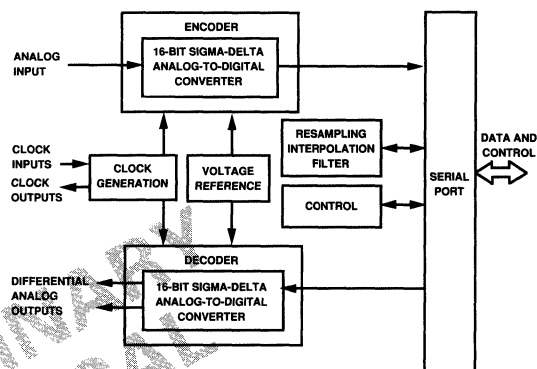 ENCODER
16-BIT SIGMA-DELTA
ANALOG-TO-DIGITAL
CONVERTER
ANALOG
INPUT
CLOCK
INPUTS
CLOCK
OUTPUTS
CLOCK
GENERATION
VOLTAGE
REFERENCE
RESAMPLING
INTERPOLATION
FILTER
CONTROL
SERIAL
PORT
DATA AND
CONTROL
DECODER
16-BIT SIGMA-DELTA
ANALOG-TO-DIGITAL
CONVERTER
DIFFERENTIAL
ANALOG
OUTPUTS